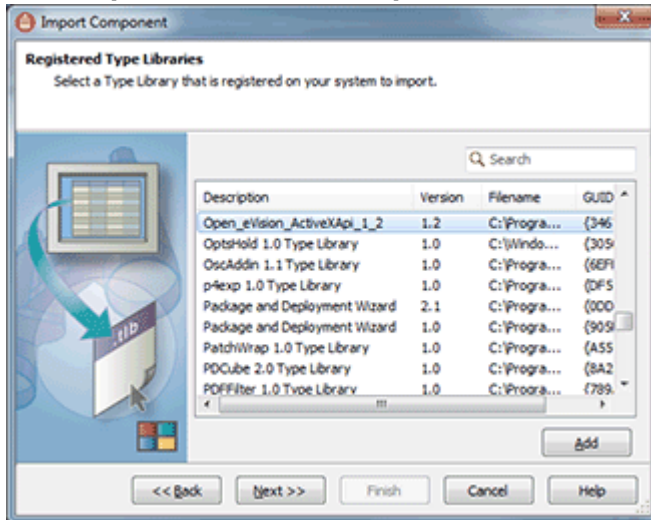 Import Component
Registered Type Libraries
Select a Type Library that is registered on your system to import.
Search
Description Version Filename GUID
Open_eVision_ActiveXApi_1_2 1.2 C:\Progra... {346
OptsHold 1.0 Type Library 1.0 C:\Windo... {305
OscAddin 1.1 Type Library 1.0 C:\Progra... {6EF
p4exp 1.0 Type Library 1.0 C:\Progra... {DF5
Package and Deployment Wizard 2.1 C:\Progra... {0DD
Package and Deployment Wizard 1.0 C:\Progra... {905
PatchWrap 1.0 Type Library 1.0 C:\Progra... {A55
PDCube 2.0 Type Library 1.0 C:\Progra... {8A2
PDFFilter 1.0 Type Library 1.0 C:\Progra... {789.
.tlb
Add
<< Back Next >> Finish Cancel Help